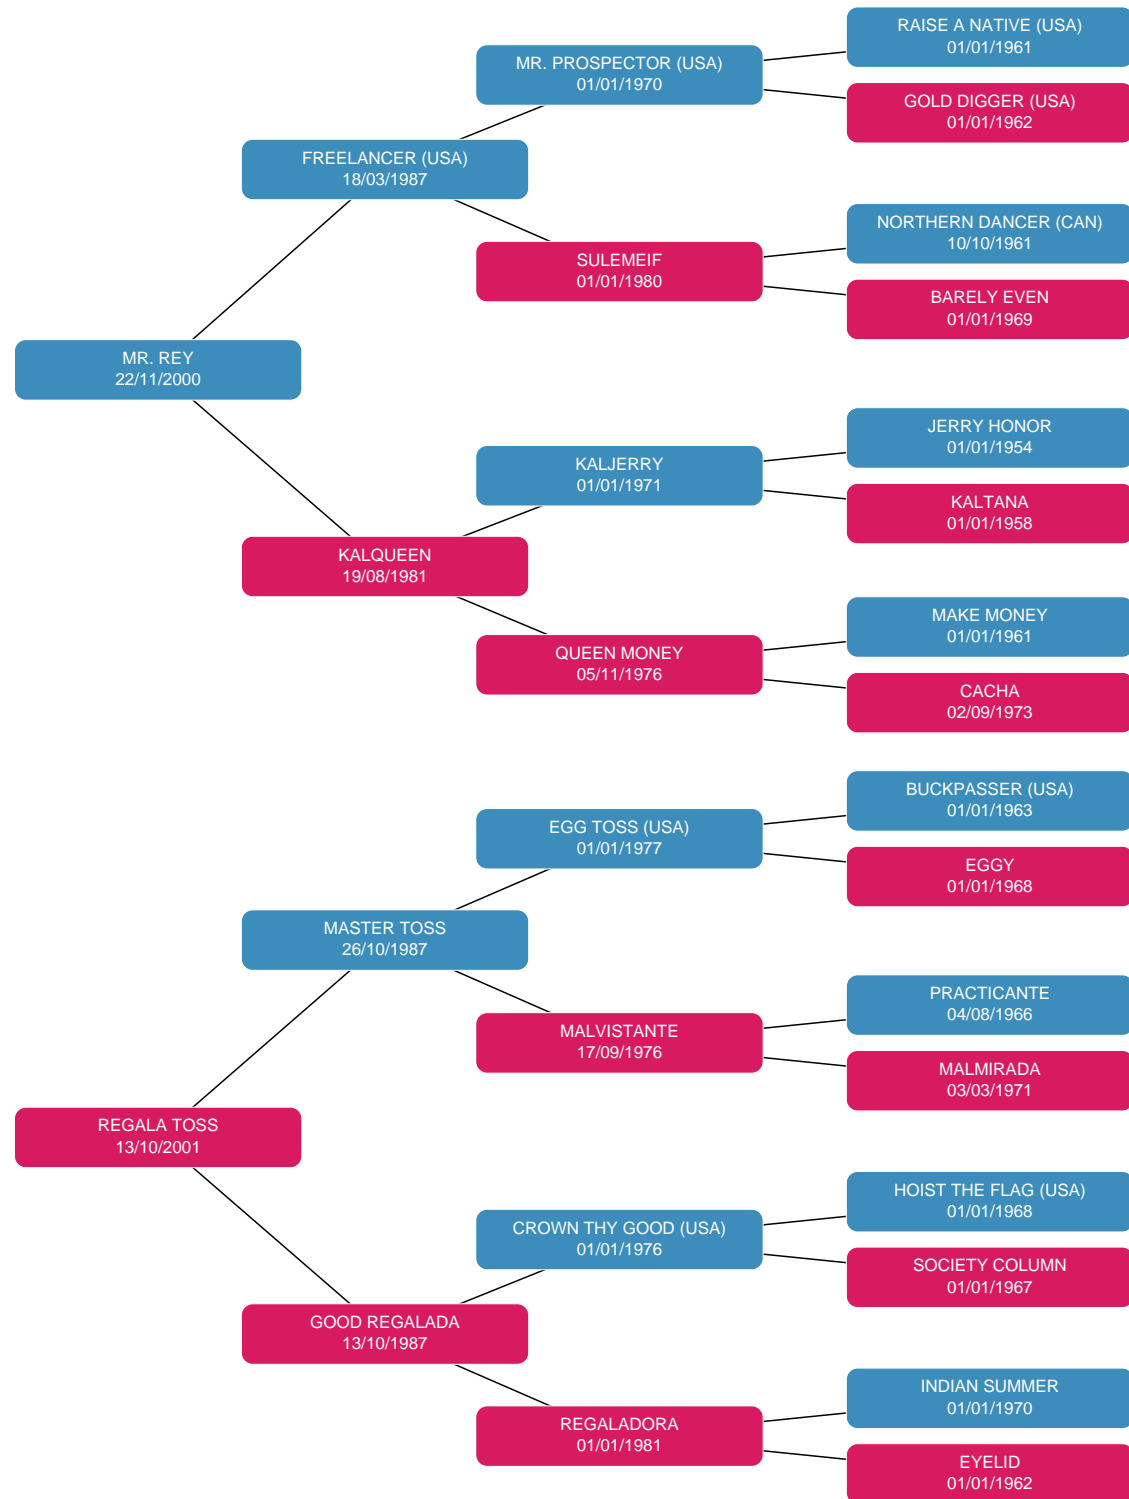 RAISE A NATIVE (USA)
01/01/1961
MR. PROSPECTOR (USA)
01/01/1970
GOLD DIGGER (USA)
01/01/1962
FREELANCER (USA)
18/03/1987
NORTHERN DANCER (CAN)
10/10/1961
SULEMEIF
01/01/1980
BARELY EVEN
01/01/1969
MR. REY
22/11/2000
JERRY HONOR
01/01/1954
KALJERRY
01/01/1971
KALTANA
01/01/1958
KALQUEEN
19/08/1981
MAKE MONEY
01/01/1961
QUEEN MONEY
05/11/1976
CACHA
02/09/1973
BUCKPASSER (USA)
01/01/1963
EGG TOSS (USA)
01/01/1977
EGGY
01/01/1968
MASTER TOSS
26/10/1987
PRACTICANTE
04/08/1966
MALVISTANTE
17/09/1976
MALMIRADA
03/03/1971
REGALA TOSS
13/10/2001
HOIST THE FLAG (USA)
01/01/1968
CROWN THY GOOD (USA)
01/01/1976
SOCIETY COLUMN
01/01/1967
GOOD REGALADA
13/10/1987
INDIAN SUMMER
01/01/1970
REGALADORA
01/01/1981
EYELID
01/01/1962